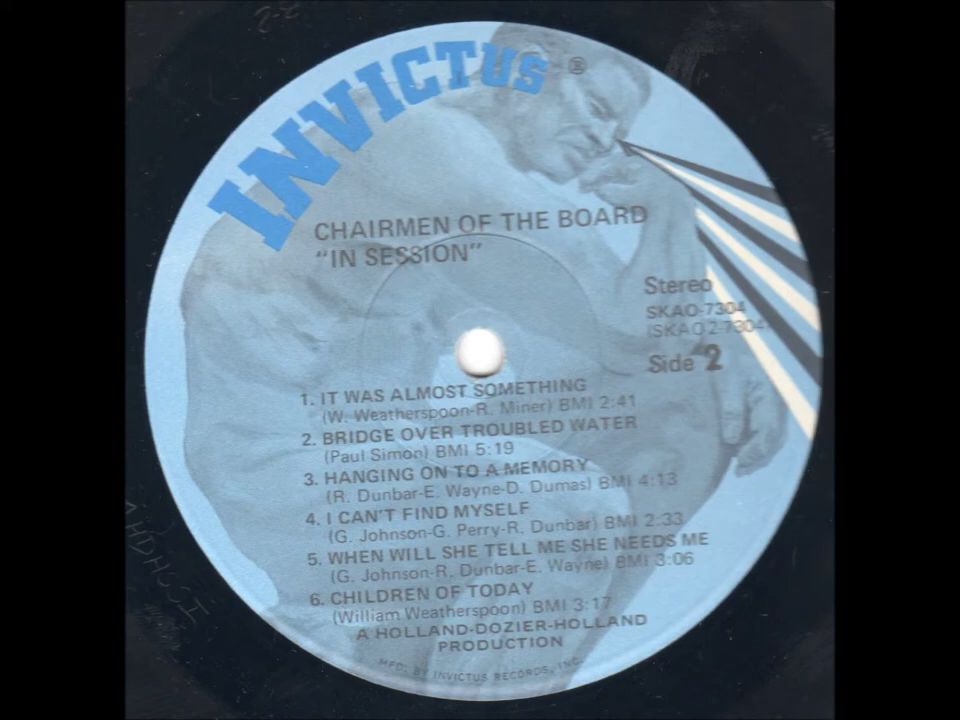 INVICTUS ®
CHAIRMEN OF THE BOARD
"IN SESSION"
Stereo
SKAO-7304
(SKAO2-7304)
Side 2
1. IT WAS ALMOST SOMETHING
(W. Weatherspoon-R. Miner) BMI 2:41
2. BRIDGE OVER TROUBLED WATER
(Paul Simon) BMI 5:19
3. HANGING ON TO A MEMORY
(R. Dunbar-E. Wayne-D. Dumas) BMI 4:13
4. I CAN'T FIND MYSELF
(G. Johnson-G. Perry-R. Dunbar) BMI 2:33
5. WHEN WILL SHE TELL ME SHE NEEDS ME
(G. Johnson-R. Dunbar-E. Wayne) BMI 3:06
6. CHILDREN OF TODAY
(William Weatherspoon) BMI 3:17
A HOLLAND-DOZIER-HOLLAND
PRODUCTION
MFD. BY INVICTUS RECORDS, INC.